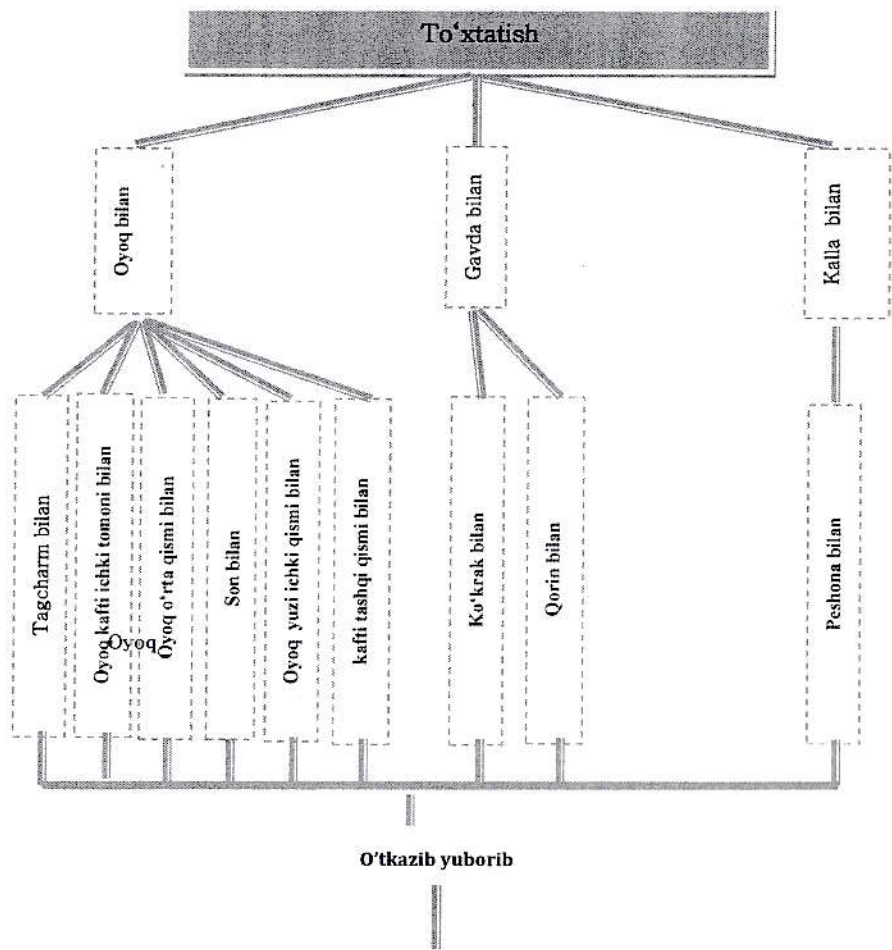 To‘xtatish
Oyoq bilan
Gavda bilan
Kalla bilan
Tagcharm bilan
Oyoq kafti ichki tomoni bilan
Oyoq
Oyoq o‘rta qismi bilan
Son bilan
Oyoq yuzi ichki qismi bilan
kafti tashqi qismi bilan
Ko‘krak bilan
Qorin bilan
Peshona bilan
O’tkazib yuborib